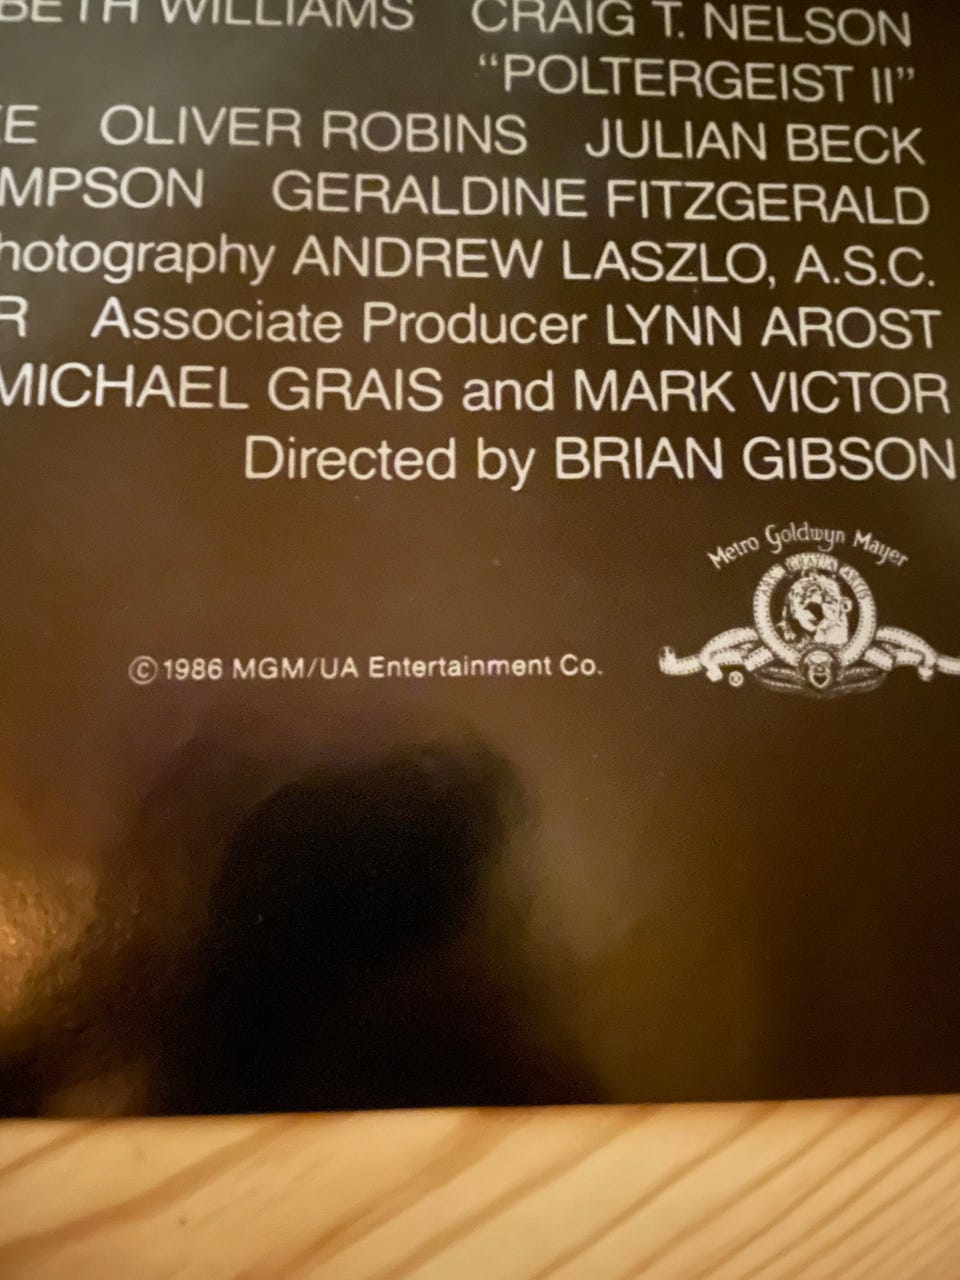 BETH WILLIAMS CRAIG T. NELSON
“POLTERGEIST II”
KE OLIVER ROBINS JULIAN BECK
MPSON GERALDINE FITZGERALD
hotography ANDREW LASZLO, A.S.C.
R Associate Producer LYNN AROST
MICHAEL GRAIS and MARK VICTOR
Directed by BRIAN GIBSON
Metro Goldwyn Mayer
©1986 MGM/UA Entertainment Co.
®